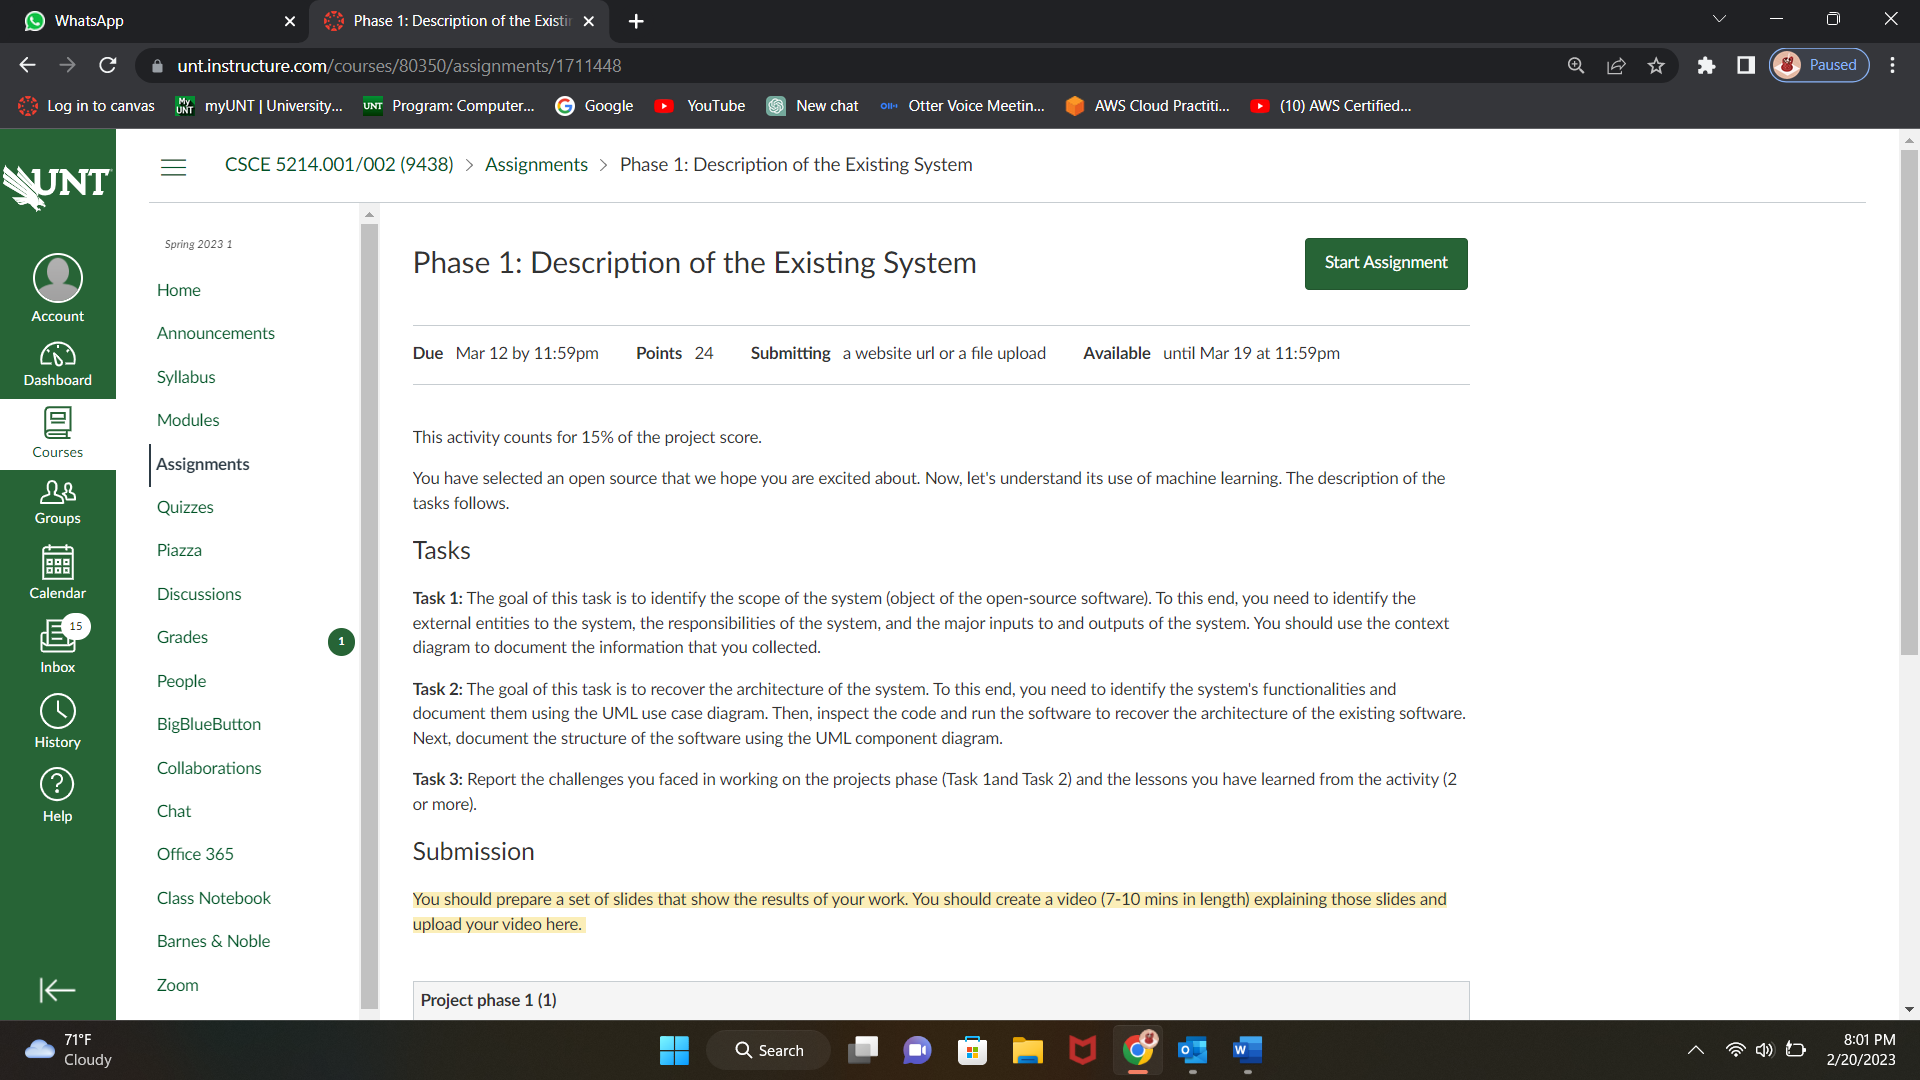 WhatsApp
Phase 1: Description of the Existin
unt.instructure.com/courses/80350/assignments/1711448
Paused
Log in to canvas
My UNT
myUNT | University...
UNT
Program: Computer...
Google
YouTube
New chat
Otter Voice Meetin...
AWS Cloud Practiti...
(10) AWS Certified...
UNT
CSCE 5214.001/002 (9438) > Assignments > Phase 1: Description of the Existing System
Account
Dashboard
Courses
Groups
Calendar
15
Inbox
History
Help
Spring 2023 1
Home
Announcements
Syllabus
Modules
Assignments
Quizzes
Piazza
Discussions
Grades
1
People
BigBlueButton
Collaborations
Chat
Office 365
Class Notebook
Barnes & Noble
Zoom
Phase 1: Description of the Existing System
Start Assignment
Due Mar 12 by 11:59pm Points 24 Submitting a website url or a file upload Available until Mar 19 at 11:59pm
This activity counts for 15% of the project score.
You have selected an open source that we hope you are excited about. Now, let's understand its use of machine learning. The description of the
tasks follows.
Tasks
Task 1: The goal of this task is to identify the scope of the system (object of the open-source software). To this end, you need to identify the
external entities to the system, the responsibilities of the system, and the major inputs to and outputs of the system. You should use the context
diagram to document the information that you collected.
Task 2: The goal of this task is to recover the architecture of the system. To this end, you need to identify the system's functionalities and
document them using the UML use case diagram. Then, inspect the code and run the software to recover the architecture of the existing software.
Next, document the structure of the software using the UML component diagram.
Task 3: Report the challenges you faced in working on the projects phase (Task 1and Task 2) and the lessons you have learned from the activity (2
or more).
Submission
You should prepare a set of slides that show the results of your work. You should create a video (7-10 mins in length) explaining those slides and
upload your video here.
Project phase 1 (1)
71°F
Cloudy
Search
8:01 PM
2/20/2023